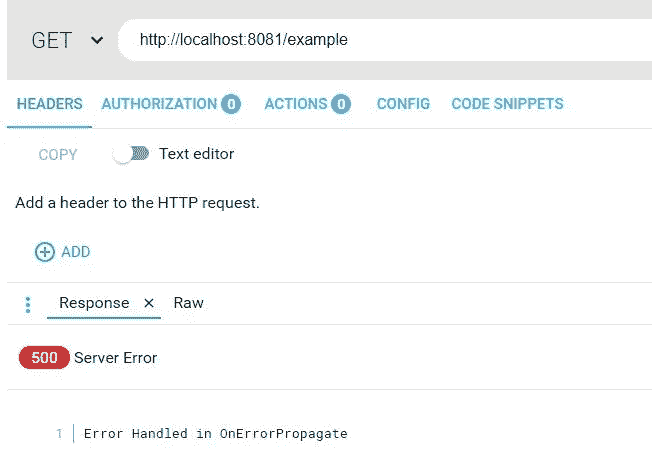 GET http://localhost:8081/example
HEADERS AUTHORIZATION 0 ACTIONS 0 CONFIG CODE SNIPPETS
COPY Text editor
Add a header to the HTTP request.
ADD
Response × Raw
500 Server Error
1 Error Handled in OnErrorPropagate